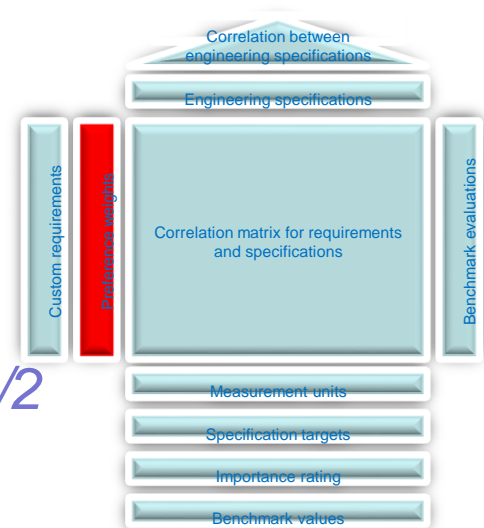 Correlation between
engineering specifications
Engineering specifications
Custom requirements
Preference weights
Correlation matrix for requirements
and specifications
Benchmark evaluations
/2
Measurement units
Specification targets
Importance rating
Benchmark values